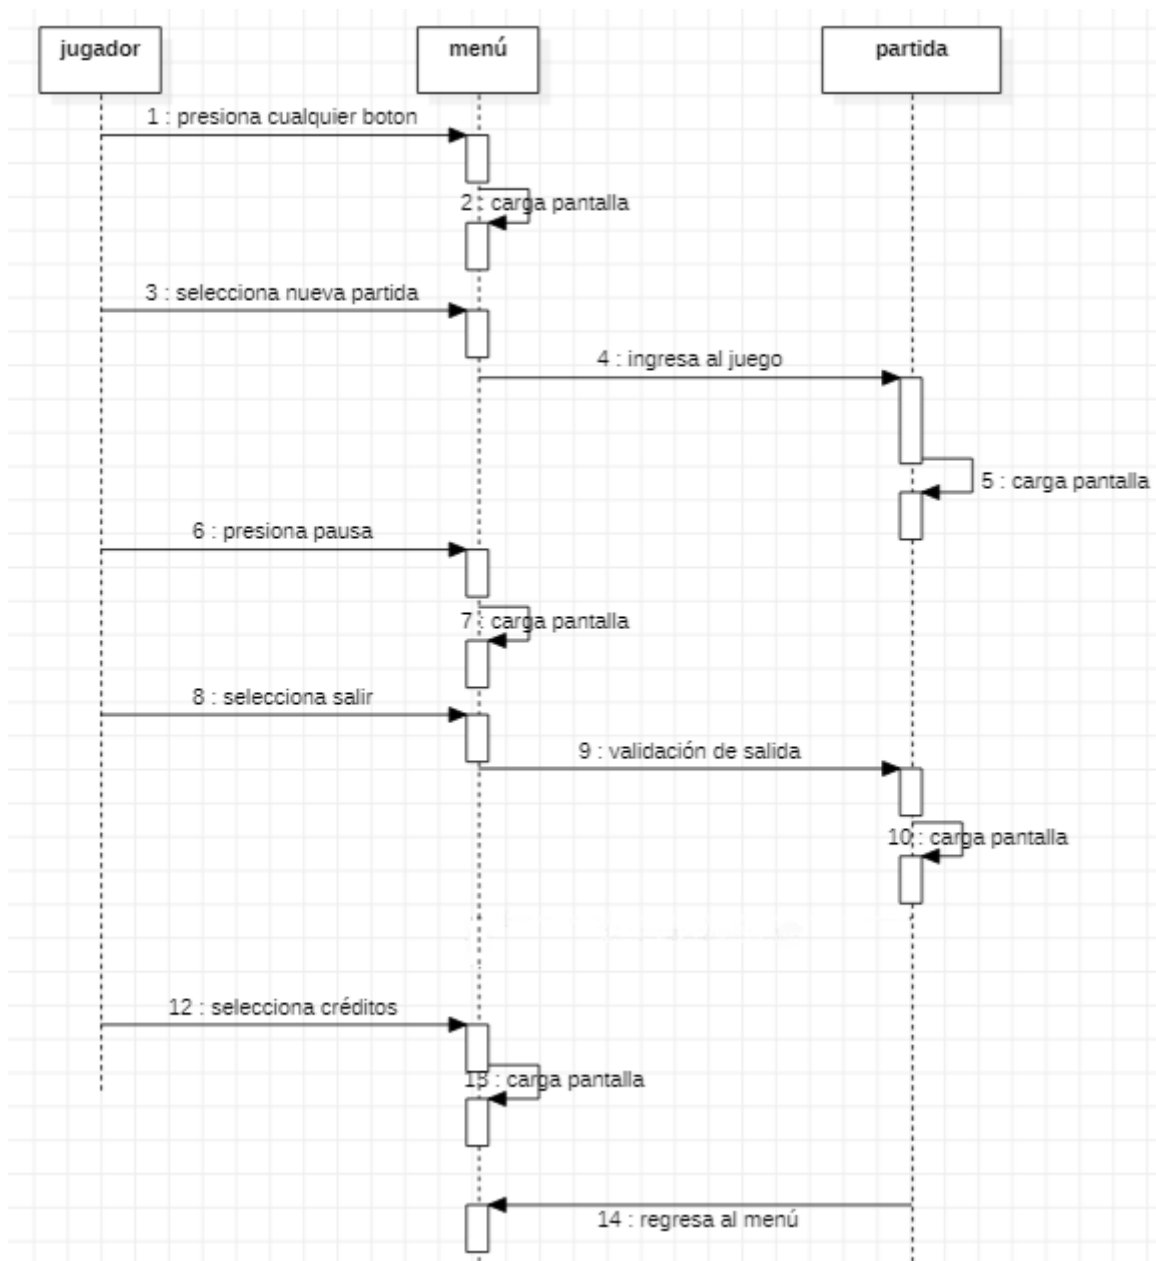 jugador
menú
partida
1 : presiona cualquier boton
2 : carga pantalla
3 : selecciona nueva partida
4 : ingresa al juego
5 : carga pantalla
6 : presiona pausa
7 : carga pantalla
8 : selecciona salir
9 : validación de salida
10 : carga pantalla
12 : selecciona créditos
13 : carga pantalla
14 : regresa al menú